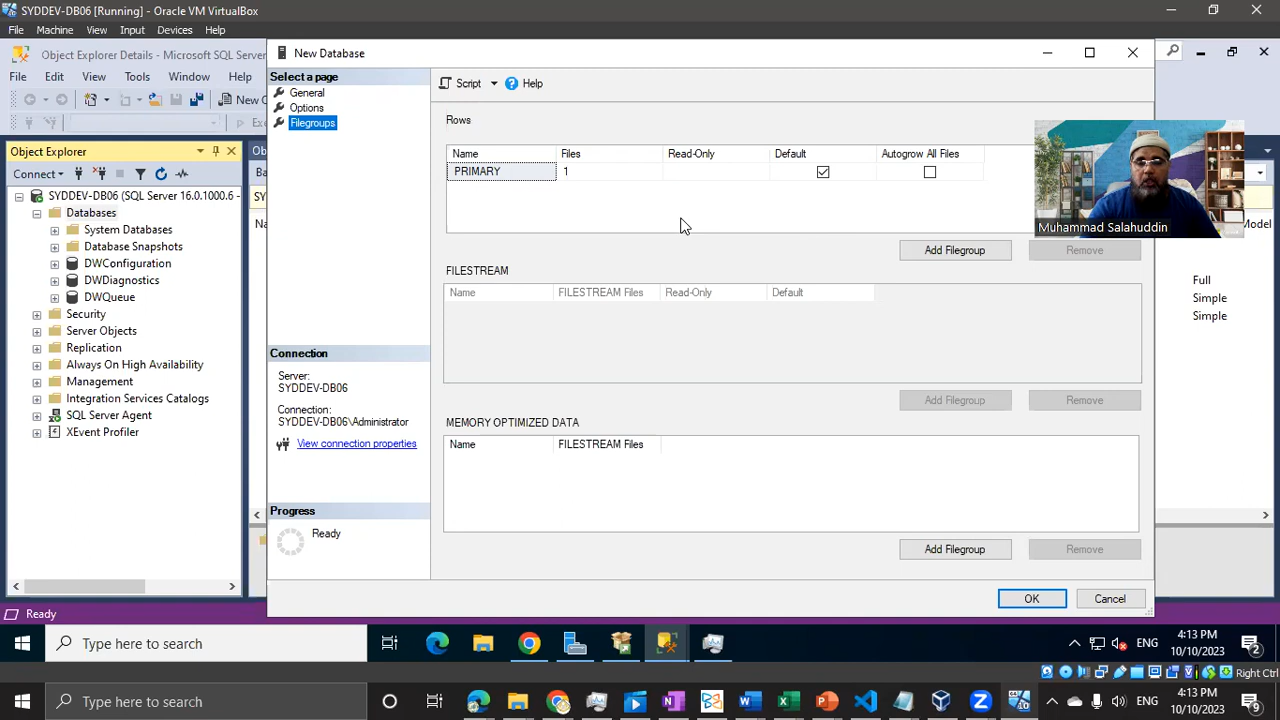 SYDDEV-DB06 [Running] - Oracle VM VirtualBox
File Machine View Input Devices Help
Object Explorer Details - Microsoft SQL Server
File Edit View Tools Window Help
New
Object Explorer
Connect
SYDDEV-DB06 (SQL Server 16.0.1000.6 -
Databases
System Databases
Database Snapshots
DWConfiguration
DWDiagnostics
DWQueue
Security
Server Objects
Replication
Always On High Availability
Management
Integration Services Catalogs
SQL Server Agent
XEvent Profiler
New Database
Select a page
General
Options
Filegroups
Connection
Server:
SYDDEV-DB06
Connection:
SYDDEV-DB06\Administrator
View connection properties
Progress
Ready
Script Help
Rows
Name Files Read-Only Default Autogrow All Files
PRIMARY 1
Add Filegroup Remove
FILESTREAM
Name FILESTREAM Files Read-Only Default
Add Filegroup Remove
MEMORY OPTIMIZED DATA
Name FILESTREAM Files
Add Filegroup Remove
OK Cancel
Muhammad Salahuddin
Model
Full
Simple
Simple
Ready
Type here to search
ENG
4:13 PM
10/10/2023
2
Right Ctrl
Type here to search
ENG
4:13 PM
10/10/2023
9